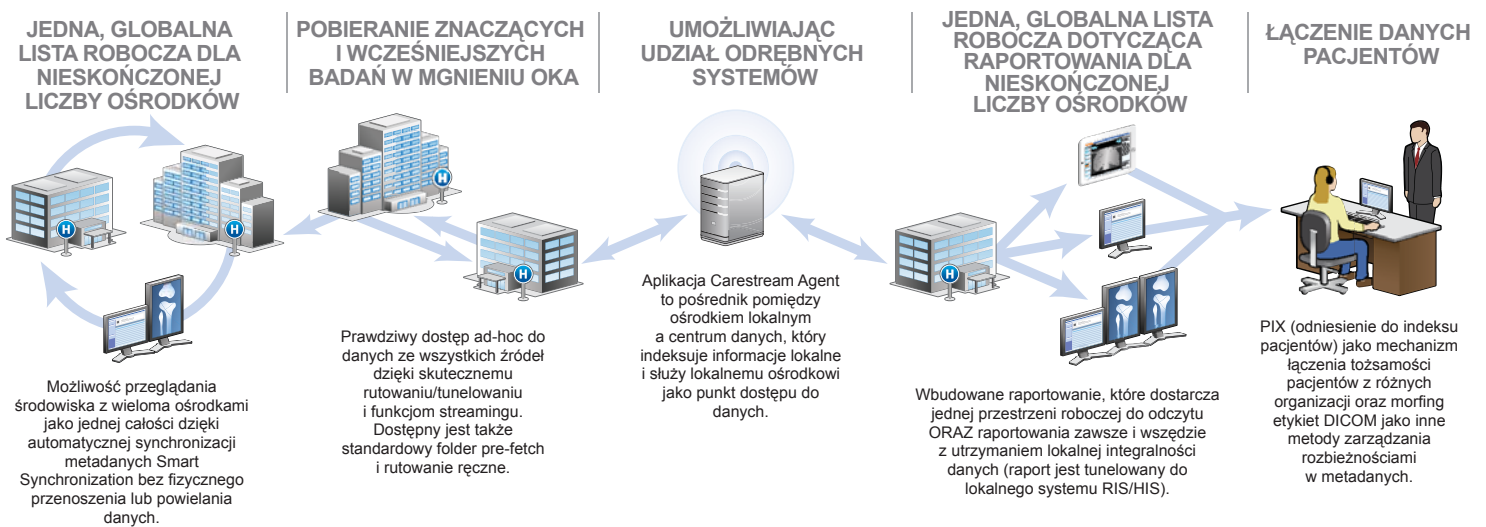 JEDNA, GLOBALNA
LISTA ROBOCZA DLA
NIESKOŃCZONEJ
LICZBY OŚRODKÓW
Możliwość przeglądania
środowiska z wieloma ośrodkami
jako jednej całości dzięki
automatycznej synchronizacji
metadanych Smart
Synchronization bez fizycznego
przenoszenia lub powielania
danych.
POBIERANIE ZNACZĄCYCH
I WCZEŚNIEJSZYCH
BADAŃ W MGNIENIU OKA
Prawdziwy dostęp ad-hoc do
danych ze wszystkich źródeł
dzięki skutecznemu
rutowaniu/tunelowaniu
i funkcjom streamingu.
Dostępny jest także
standardowy folder pre-fetch
i rutowanie ręczne.
UMOŻLIWIAJĄC
UDZIAŁ ODRĘBNYCH
SYSTEMÓW
Aplikacja Carestream Agent
to pośrednik pomiędzy
ośrodkiem lokalnym
a centrum danych, który
indeksuje informacje lokalne
i służy lokalnemu ośrodkowi
jako punkt dostępu do
danych.
JEDNA, GLOBALNA LISTA
ROBOCZA DOTYCZĄCA
RAPORTOWANIA DLA
NIESKOŃCZONEJ
LICZBY OŚRODKÓW
Wbudowane raportowanie, które dostarcza
jednej przestrzeni roboczej do odczytu
ORAZ raportowania zawsze i wszędzie
z utrzymaniem lokalnej integralności
danych (raport jest tunelowany do
lokalnego systemu RIS/HIS).
ŁĄCZENIE DANYCH
PACJENTÓW
PIX (odniesienie do indeksu
pacjentów) jako mechanizm
łączenia tożsamości
pacjentów z różnych
organizacji oraz morfing
etykiet DICOM jako inne
metody zarządzania
rozbieżnościami
w metadanych.
H
H
H
H
H